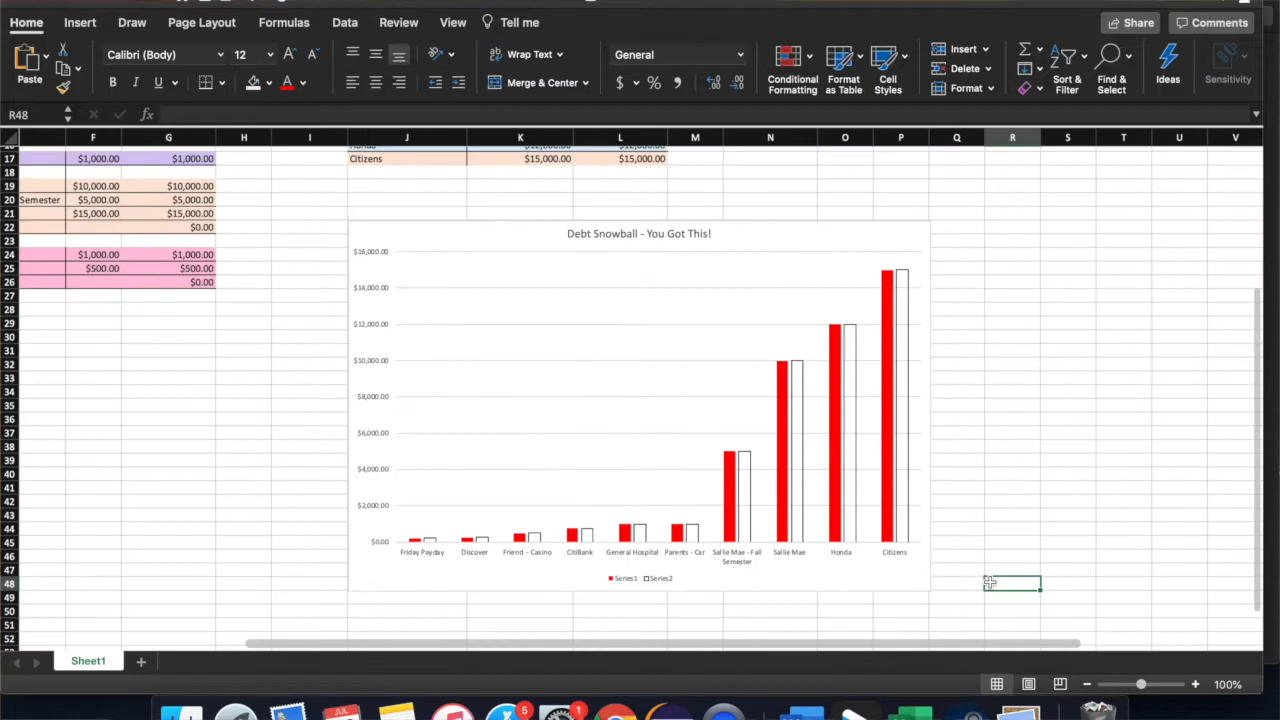 Home Insert Draw Page Layout Formulas Data Review View Tell me Share Comments
Paste Calibri (Body) 12 Wrap Text General Insert
B I U Merge & Center $ % Delete
Conditional Formatting Format as Table Cell Styles Format Sort & Filter Find & Select Ideas Sensitivity
R48 fx
F G H I J K L M N O P Q R S T U V
17 $1,000.00 $1,000.00 Citizens $15,000.00 $15,000.00
18
19 $10,000.00 $10,000.00
20 Semester $5,000.00 $5,000.00
21 $15,000.00 $15,000.00
22 $0.00
23
24 $1,000.00 $1,000.00
25 $500.00 $500.00
26 $0.00
27
28
29
30
31
32
33
34
35
36
37
38
39
40
41
42
43
44
45
46
47
48
49
50
51
52
Debt Snowball - You Got This!
$16,000.00
$14,000.00
$12,000.00
$10,000.00
$8,000.00
$6,000.00
$4,000.00
$2,000.00
$0.00
Friday Payday Discover Friend - Casino CitiBank General Hospital Parents - Car Sallie Mae - Fall Semester Sallie Mae Honda Citizens
Series1 Series2
Sheet1
100%
JUL 5 1